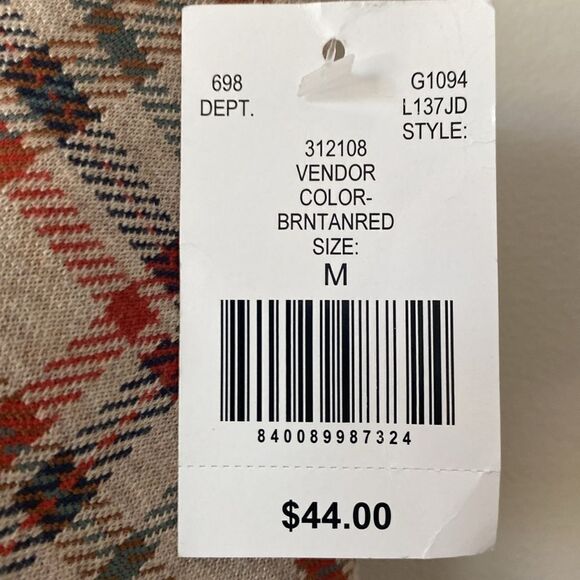 698
DEPT.
G1094
L137JD
STYLE:
312108
VENDOR
COLOR-
BRNTANRED
SIZE:
M
840089987324
$44.00